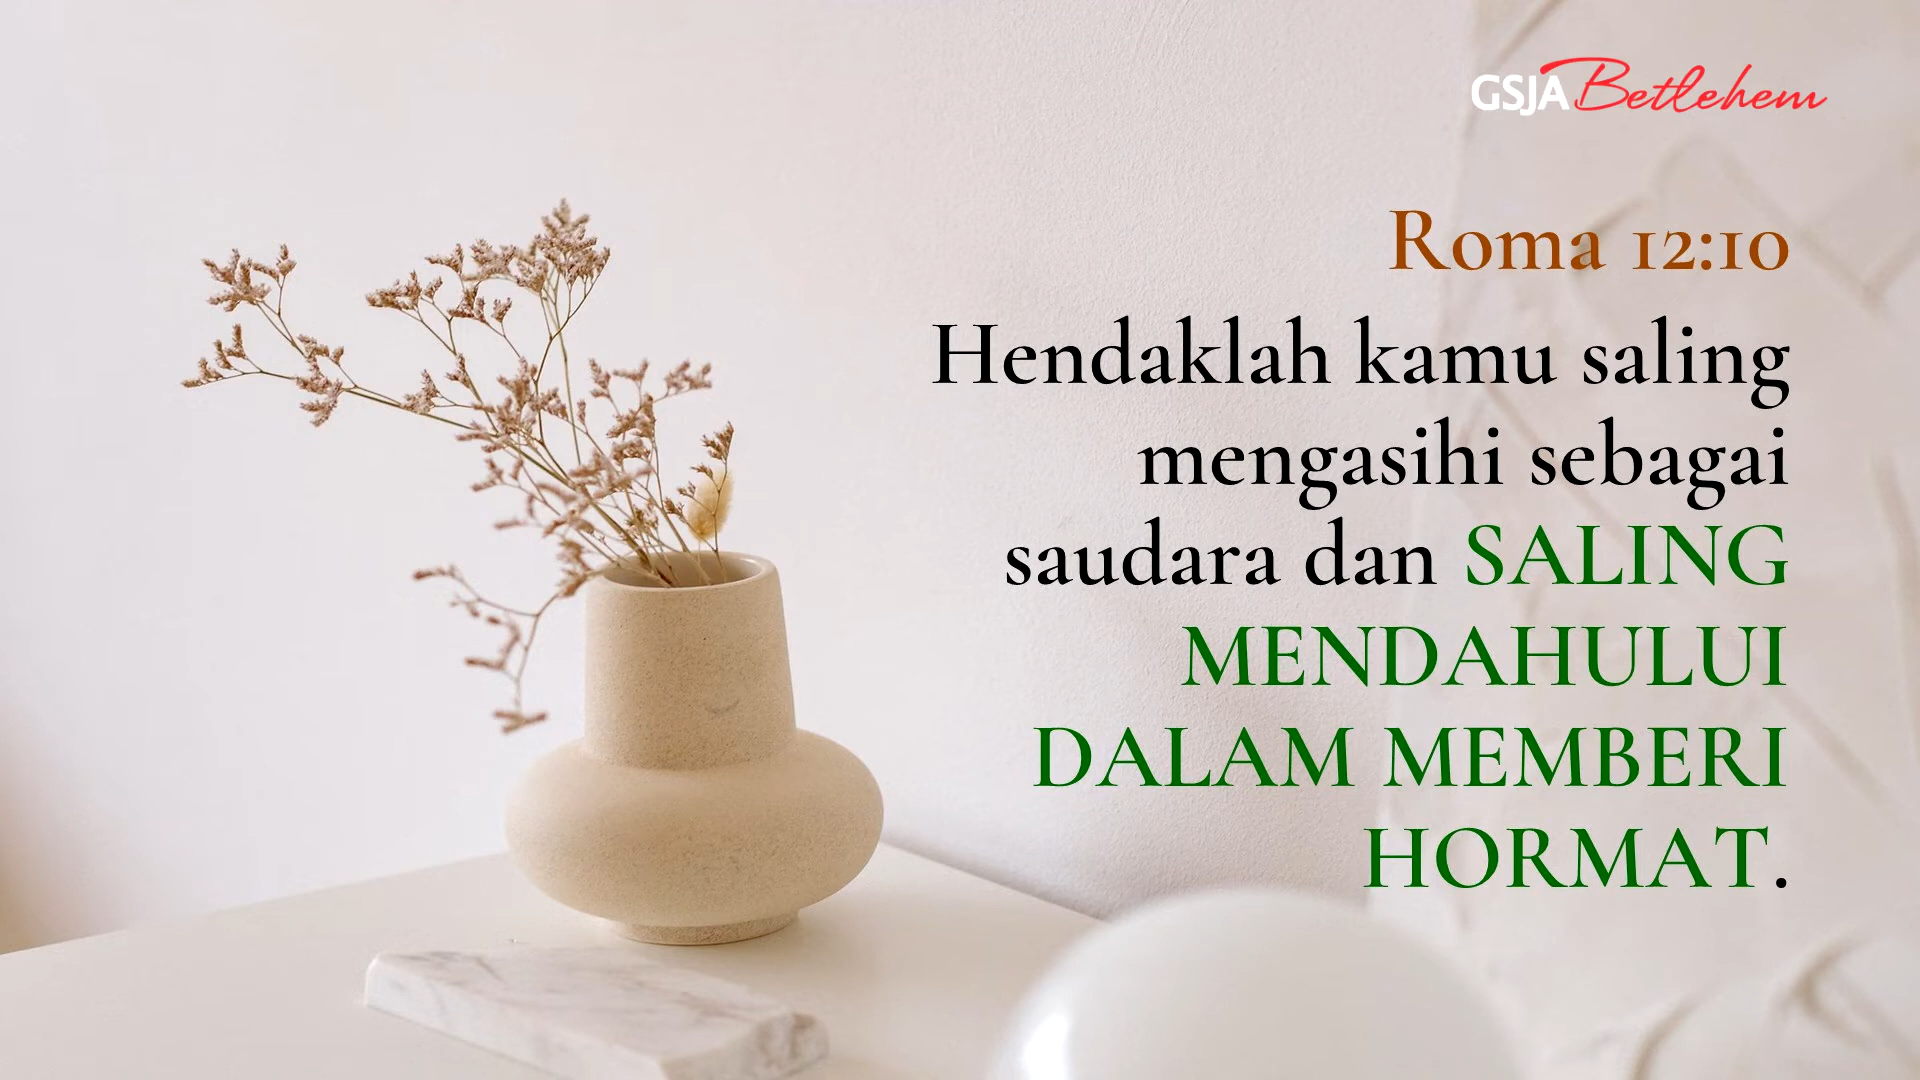 GSJA Betlehem
Roma 12:10
Hendaklah kamu saling
mengasihi sebagai
saudara dan SALING
MENDAHULUI
DALAM MEMBERI
HORMAT.